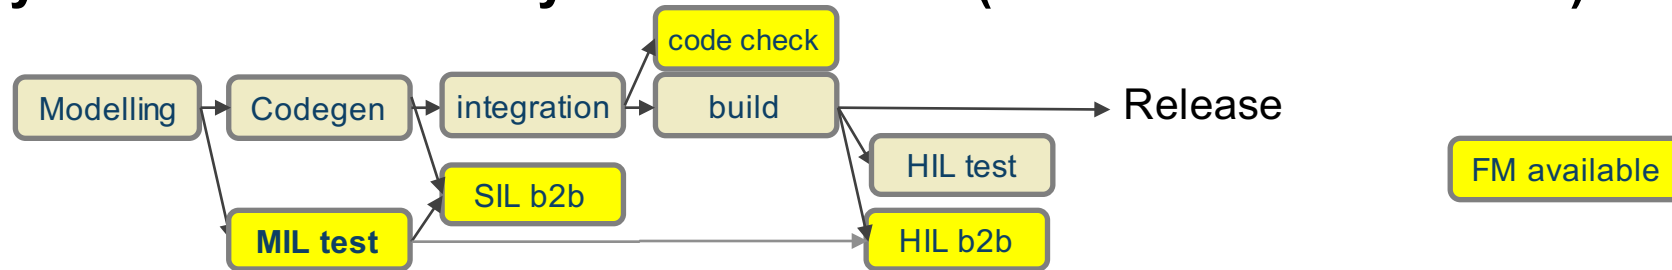 code check
Modelling
Codegen
integration
build
Release
HIL test
FM available
SIL b2b
MIL test
HIL b2b